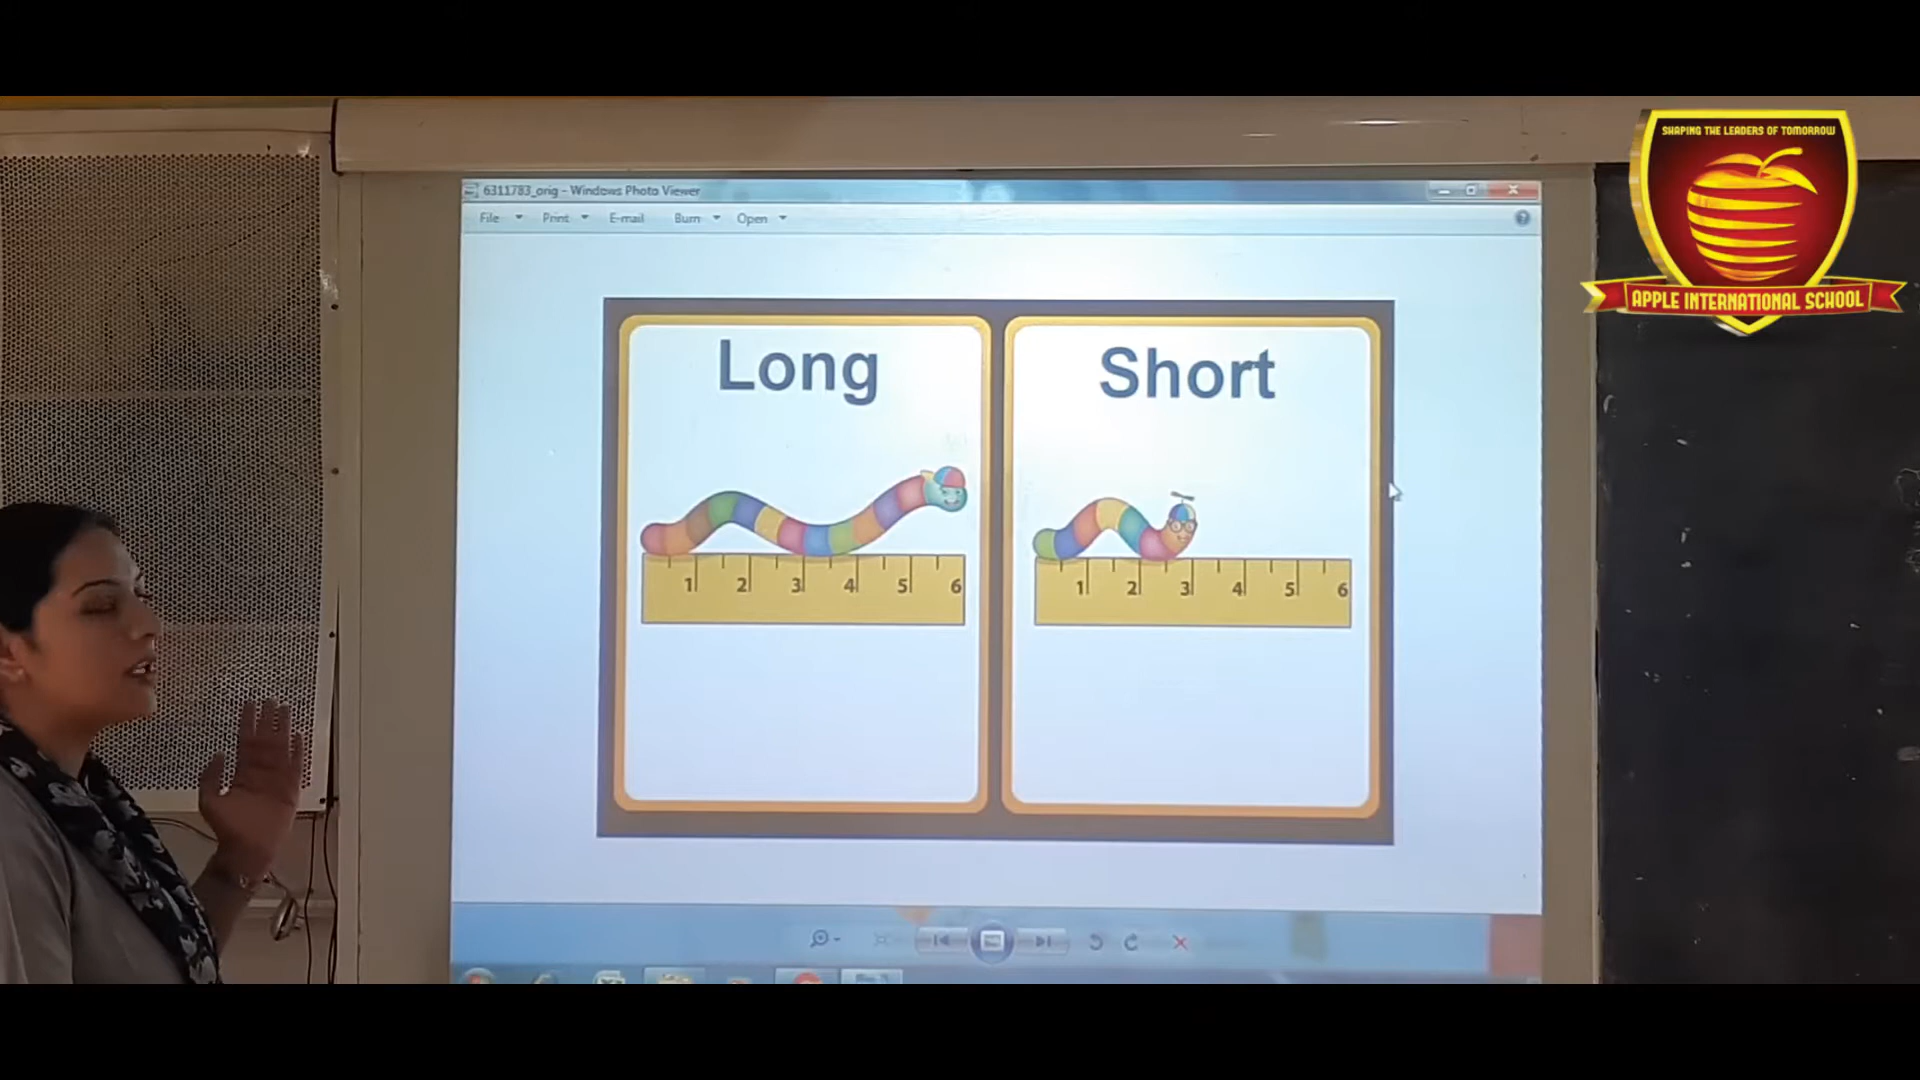 SHAPING THE LEADERS OF TOMORROW
APPLE INTERNATIONAL SCHOOL
6311783_orig - Windows Photo Viewer
File Print E-mail Burn Open
Long
Short
1 2 3 4 5 6
1 2 3 4 5 6